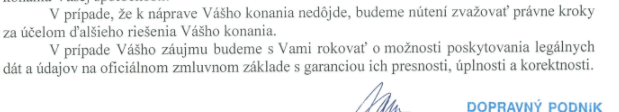 V prípade, že k náprave Vášho konania nedôjde, budeme nútení zvažovať právne kroky
za účelom ďalšieho riešenia Vášho konania.
V prípade Vášho záujmu budeme s Vami rokovať o možnosti poskytovania legálnych
dát a údajov na oficiálnom zmluvnom základe s garanciou ich presnosti, úplnosti a korektnosti.
DOPRAVNÝ PODNIK